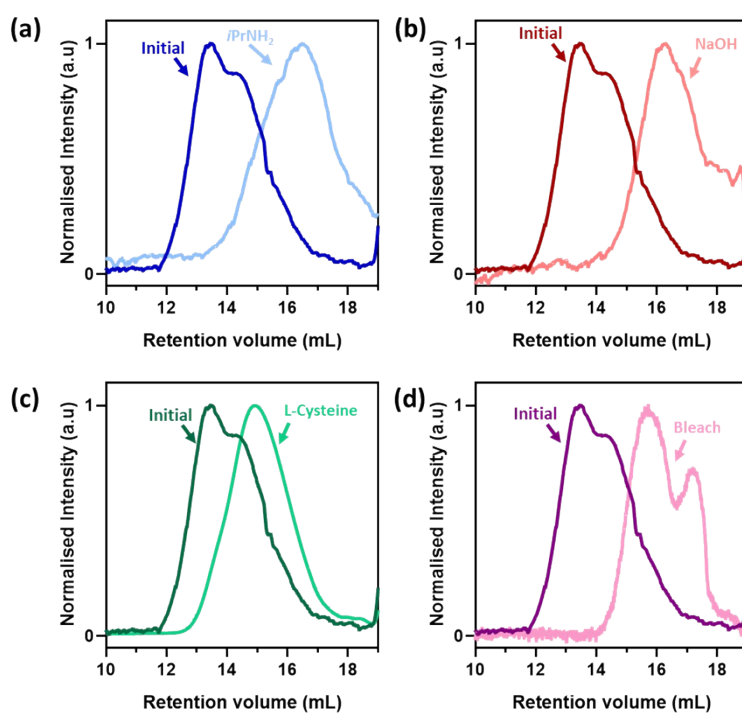 (a)
Normalised Intensity (a.u)
1
0
Initial
iPrNH₂
10 12 14 16 18
Retention volume (mL)
(b)
Normalised Intensity (a.u)
1
0
Initial
NaOH
10 12 14 16 18
Retention volume (mL)
(c)
Normalised Intensity (a.u)
1
0
Initial
L-Cysteine
10 12 14 16 18
Retention volume (mL)
(d)
Normalised Intensity (a.u)
1
0
Initial
Bleach
10 12 14 16 18
Retention volume (mL)